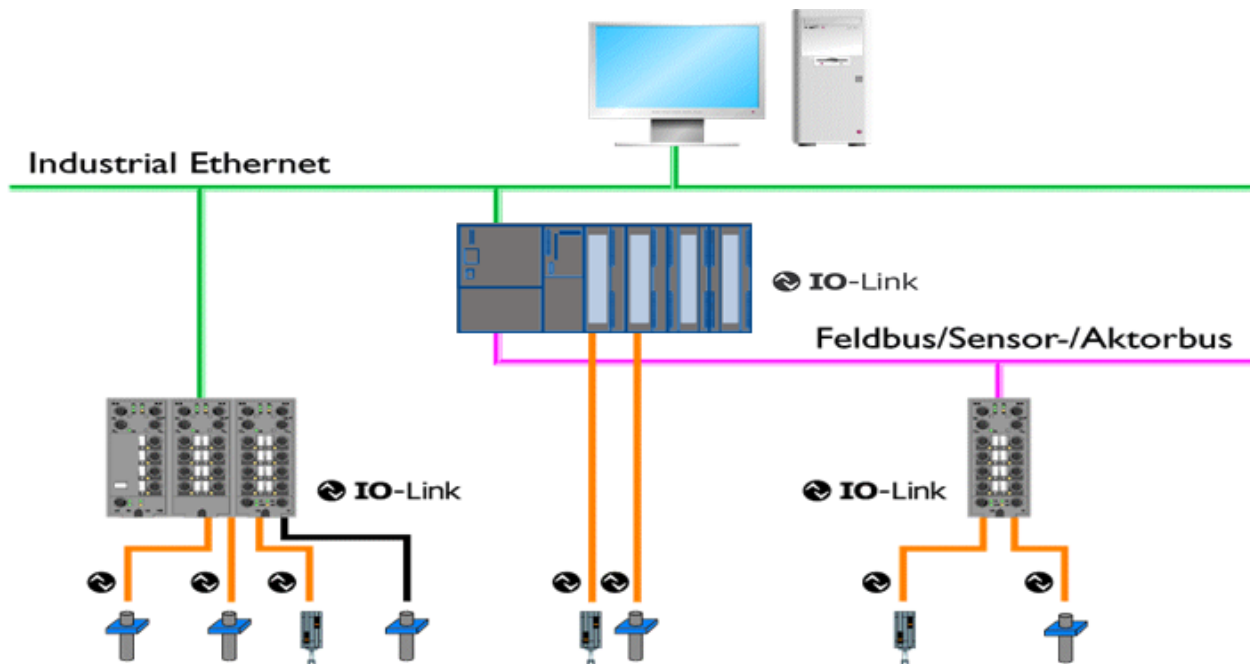 Industrial Ethernet
IO-Link
Feldbus/Sensor-/Aktorbus
IO-Link
IO-Link